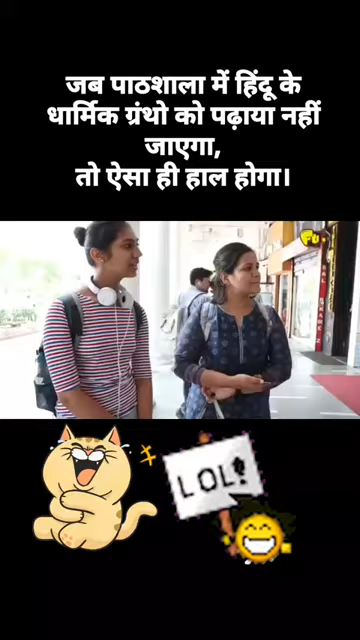 जब पाठशाला में हिंदू के
धार्मिक ग्रंथो को पढ़ाया नहीं
जाएगा,
तो ऐसा ही हाल होगा।
LOL!